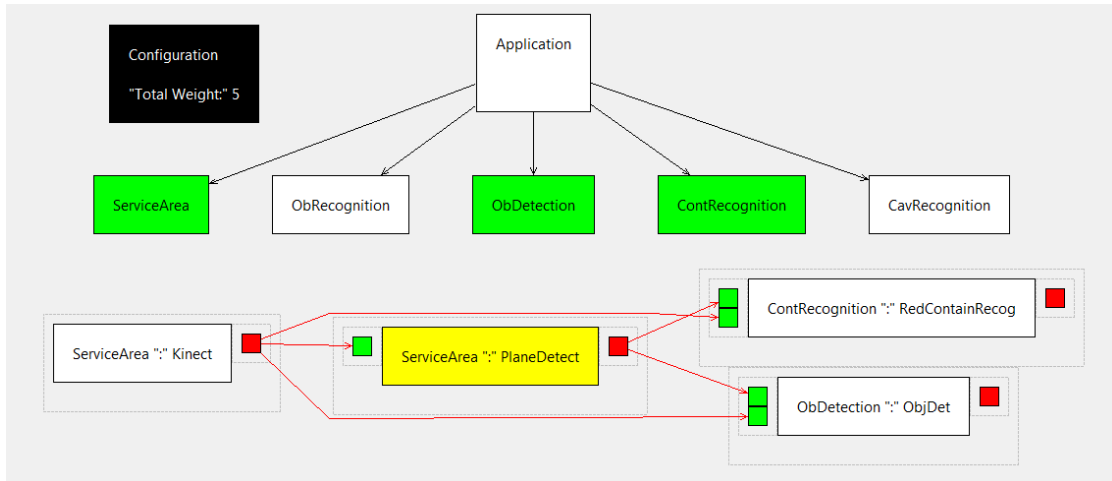 Configuration
"Total Weight:" 5
Application
ServiceArea
ObRecognition
ObDetection
ContRecognition
CavRecognition
ServiceArea ":" Kinect
ServiceArea ":" PlaneDetect
ContRecognition ":" RedContainRecog
ObDetection ":" ObjDet